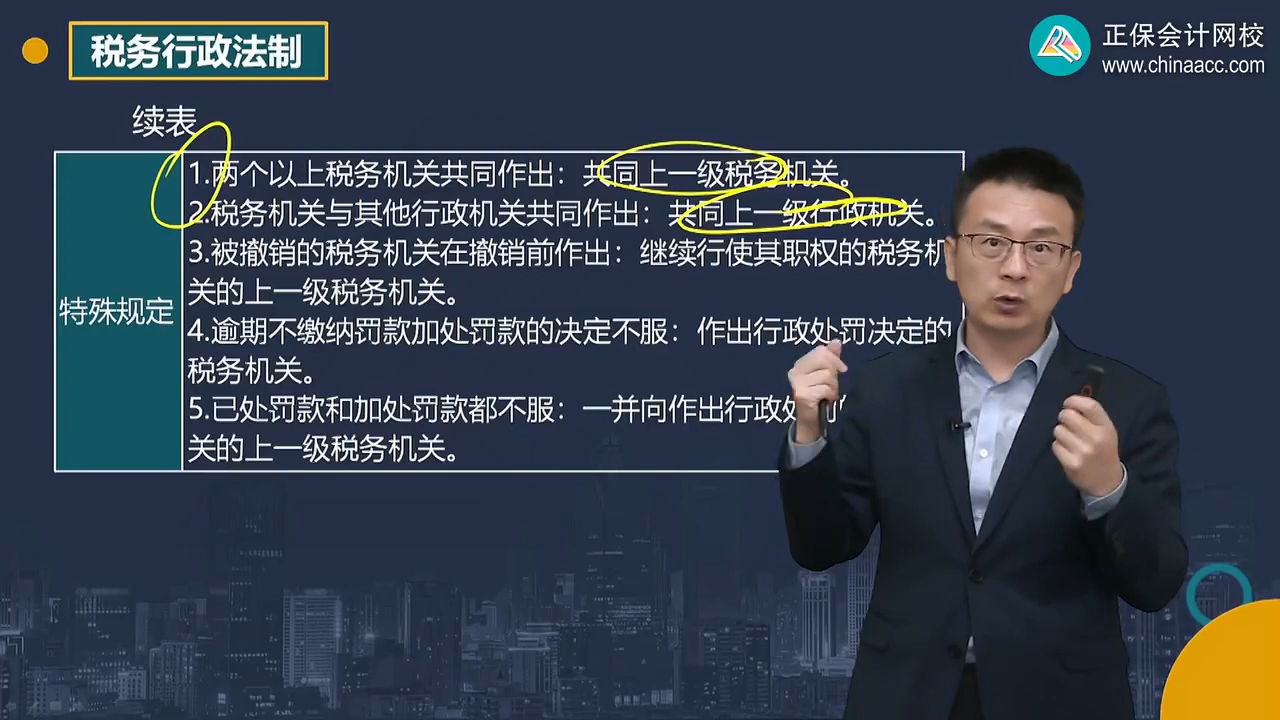 税务行政法制
正保会计网校
www.chinaacc.com
续表
特殊规定
1.两个以上税务机关共同作出：共同上一级税务机关。
2.税务机关与其他行政机关共同作出：共同上一级行政机关。
3.被撤销的税务机关在撤销前作出：继续行使其职权的税务机
关的上一级税务机关。
4.逾期不缴纳罚款加处罚款的决定不服：作出行政处罚决定的
税务机关。
5.已处罚款和加处罚款都不服：一并向作出行政处罚的
关的上一级税务机关。